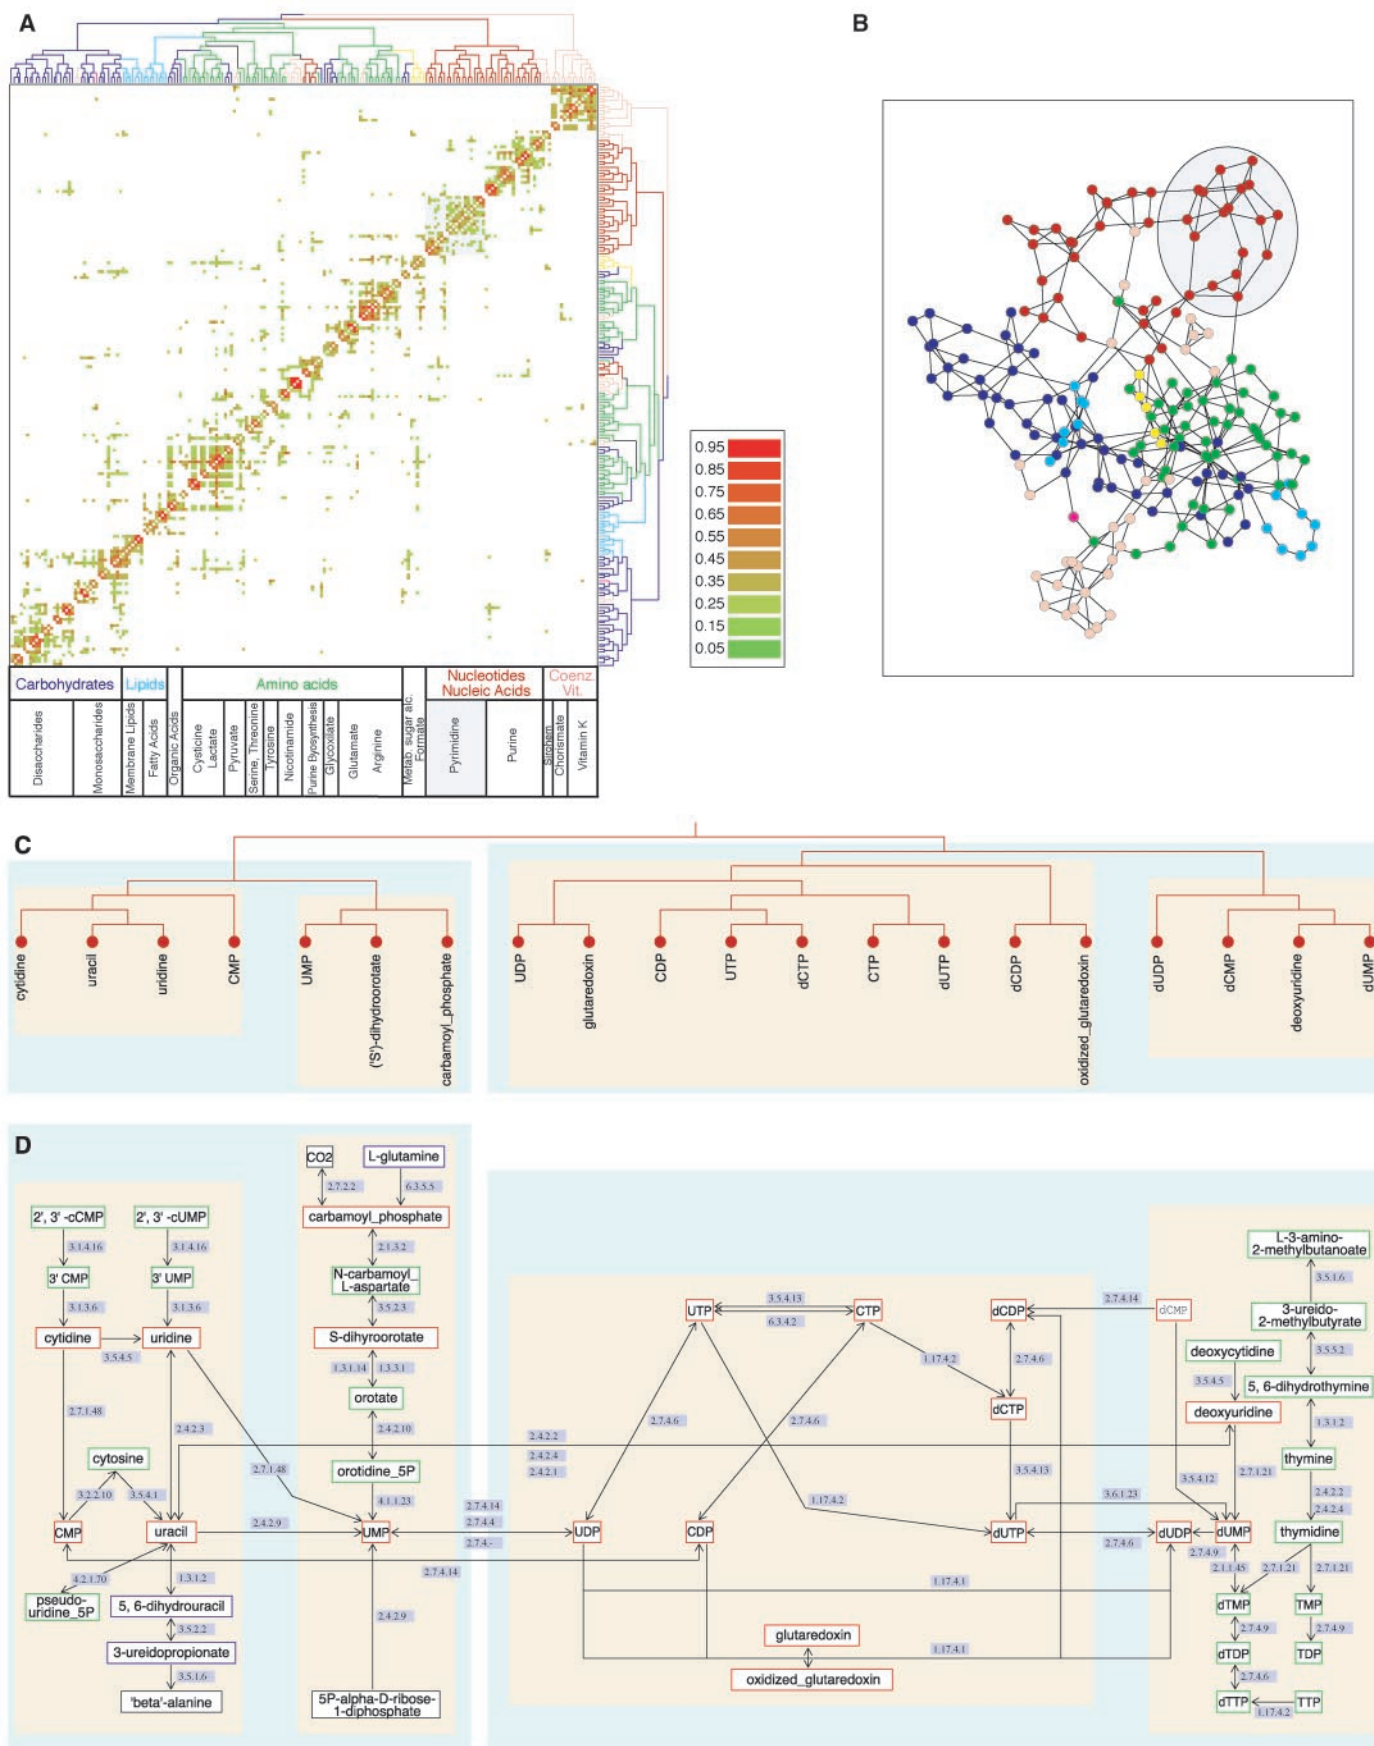 A
B
0.95
0.85
0.75
0.65
0.55
0.45
0.35
0.25
0.15
0.05
Carbohydrates
Lipids
Amino acids
Nucleotides
Nucleic Acids
Coenz.
Vit.
Disaccharides
Monosaccharides
Membrane Lipids
Fatty Acids
Organic Acids
Cysticine
Lactate
Pyruvate
Serine, Threonine
Tyrosine
Nicotinamide
Purine Byosynthesis
Glycoxilate
Glutamate
Arginine
Metab. sugar alc.
Formate
Pyrimidine
Purine
Sirohem
Chorismate
Vitamin K
C
cytidine
uracil
uridine
CMP
UMP
('S')-dihydroorotate
carbamoyl_phosphate
UDP
glutaredoxin
CDP
UTP
dCTP
CTP
dUTP
dCDP
oxidized_glutaredoxin
dUDP
dCMP
deoxyuridine
dUMP
D
CO2
L-glutamine
2.7.2.2
6.3.5.5
2', 3' -cCMP
2', 3' -cUMP
carbamoyl_phosphate
3.1.4.16
3.1.4.16
2.1.3.2
3' CMP
3' UMP
N-carbamoyl_
L-aspartate
3.1.3.6
3.1.3.6
3.5.2.3
cytidine
uridine
S-dihyroorotate
3.5.4.5
1.3.1.14
1.3.3.1
orotate
2.7.1.48
2.4.2.3
2.4.2.10
cytosine
2.7.1.48
orotidine_5P
3.2.2.10
3.5.4.1
4.1.1.23
CMP
uracil
2.4.2.9
UMP
4.2.1.70
1.3.1.2
pseudo-
uridine_5P
5, 6-dihydrouracil
3.5.2.2
2.4.2.9
3-ureidopropionate
3.5.1.6
'beta'-alanine
5P-alpha-D-ribose-
1-diphosphate
2.4.2.2
2.4.2.4
2.4.2.1
2.7.4.14
2.7.4.4
2.7.4.-
2.7.4.14
UTP
3.5.4.13
6.3.4.2
CTP
dCDP
2.7.4.14
dCMP
1.17.4.2
2.7.4.6
2.7.4.6
2.7.4.6
dCTP
3.5.4.13
1.17.4.2
3.6.1.23
UDP
CDP
dUTP
2.7.4.6
dUDP
dUMP
1.17.4.1
glutaredoxin
1.17.4.1
oxidized_glutaredoxin
L-3-amino-
2-methylbutanoate
3.5.1.6
3-ureido-
2-methylbutyrate
deoxycytidine
3.5.5.2
3.5.4.5
5, 6-dihydrothymine
deoxyuridine
1.3.1.2
thymine
3.5.4.12
2.7.1.21
2.4.2.2
2.4.2.4
thymidine
2.7.4.9
2.1.1.45
2.7.1.21
2.7.1.21
dTMP
TMP
2.7.4.9
2.7.4.9
dTDP
TDP
2.7.4.6
dTTP
TTP
1.17.4.2